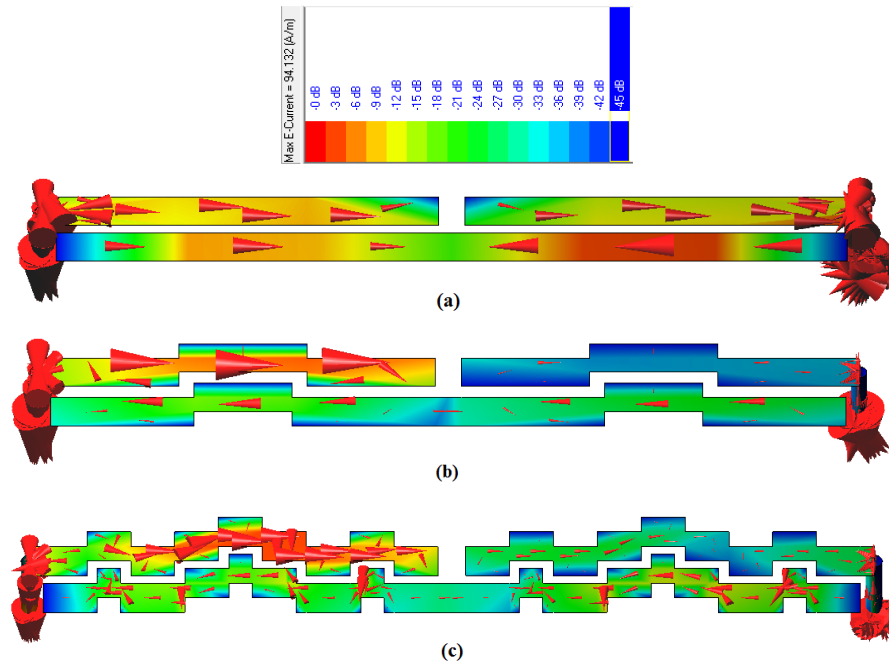 Max E-Current = 94.132 (A/m)
-0 dB
-3 dB
-6 dB
-9 dB
-12 dB
-15 dB
-18 dB
-21 dB
-24 dB
-27 dB
-30 dB
-33 dB
-36 dB
-39 dB
-42 dB
-45 dB
(a)
(b)
(c)